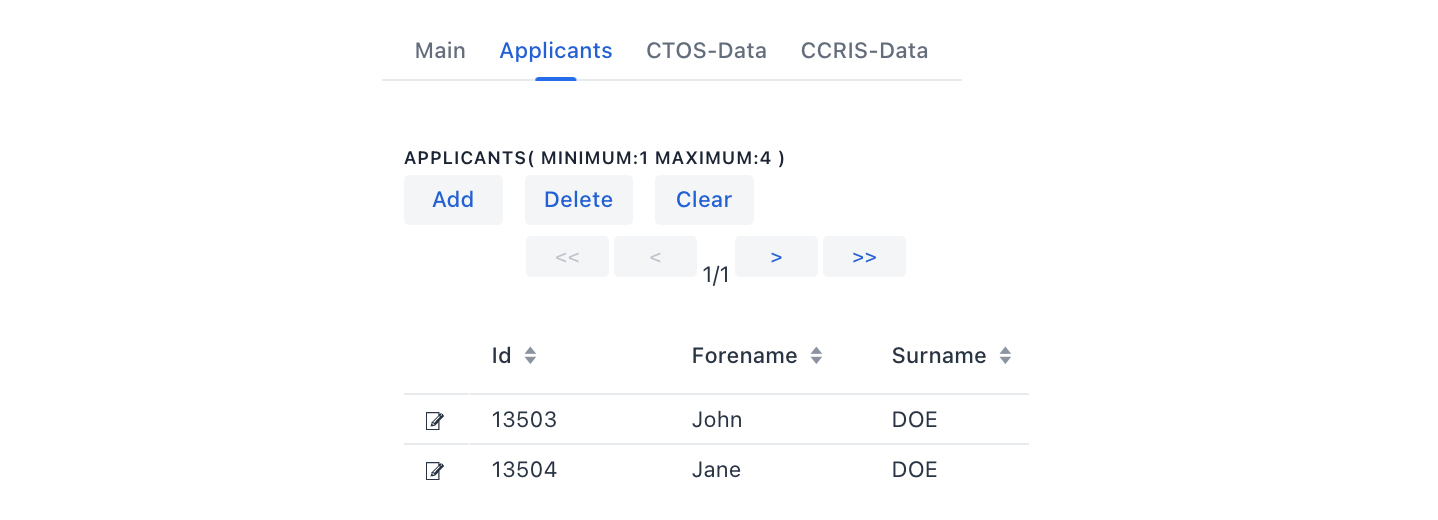 Main Applicants CTOS-Data CCRIS-Data
APPLICANTS( MINIMUM:1 MAXIMUM:4 )
Add Delete Clear
<< < 1/1 > >>
Id Forename Surname
13503 John DOE
13504 Jane DOE